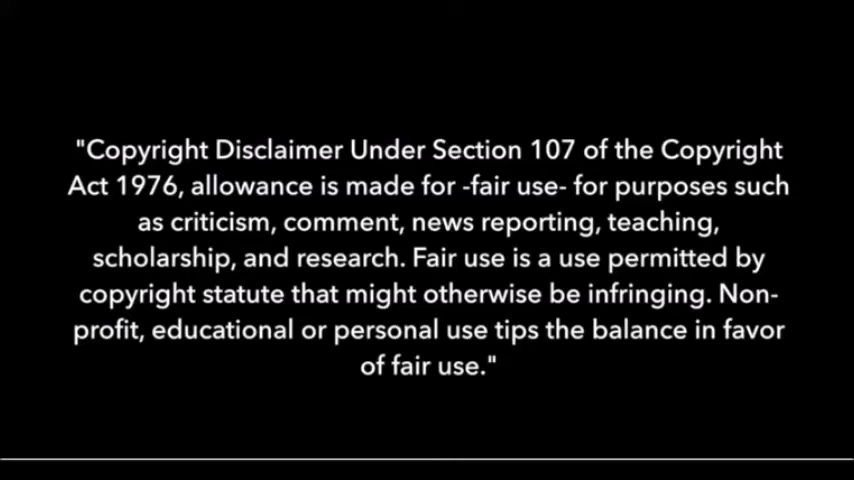 "Copyright Disclaimer Under Section 107 of the Copyright
Act 1976, allowance is made for -fair use- for purposes such
as criticism, comment, news reporting, teaching,
scholarship, and research. Fair use is a use permitted by
copyright statute that might otherwise be infringing. Non-
profit, educational or personal use tips the balance in favor
of fair use."